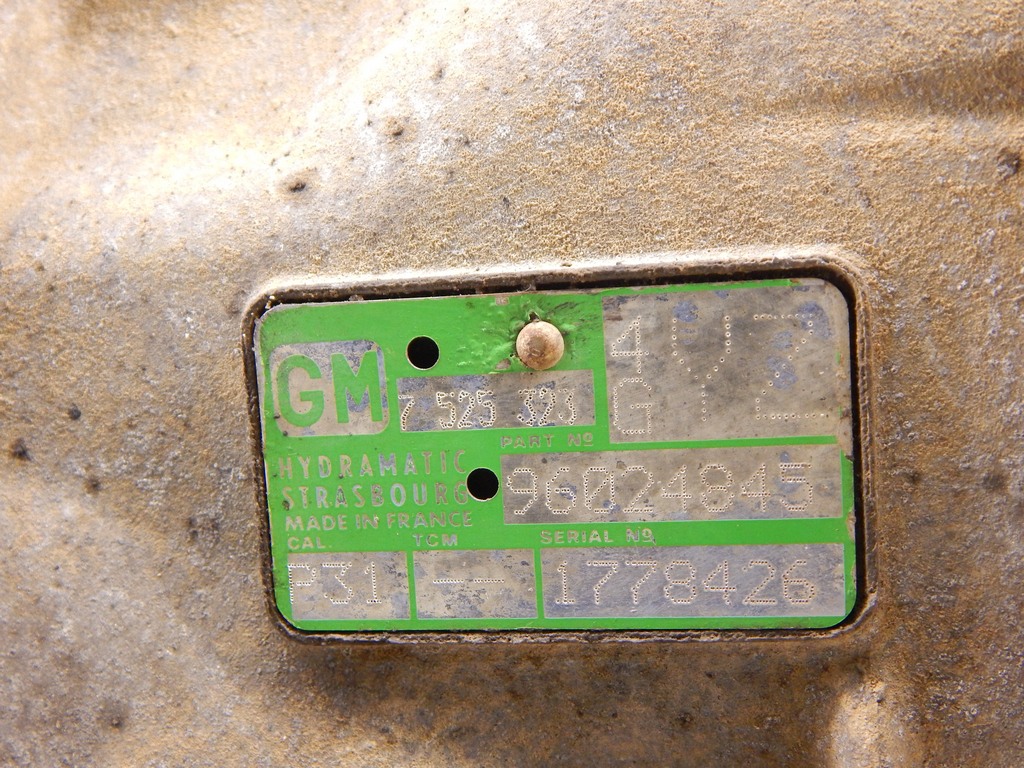 GM
7 525 323
4
G
YZ
PART Nº
96024845
HYDRAMATIC
STRASBOURG
MADE IN FRANCE
CAL.
TCM
SERIAL Nº
P31
--
1778426